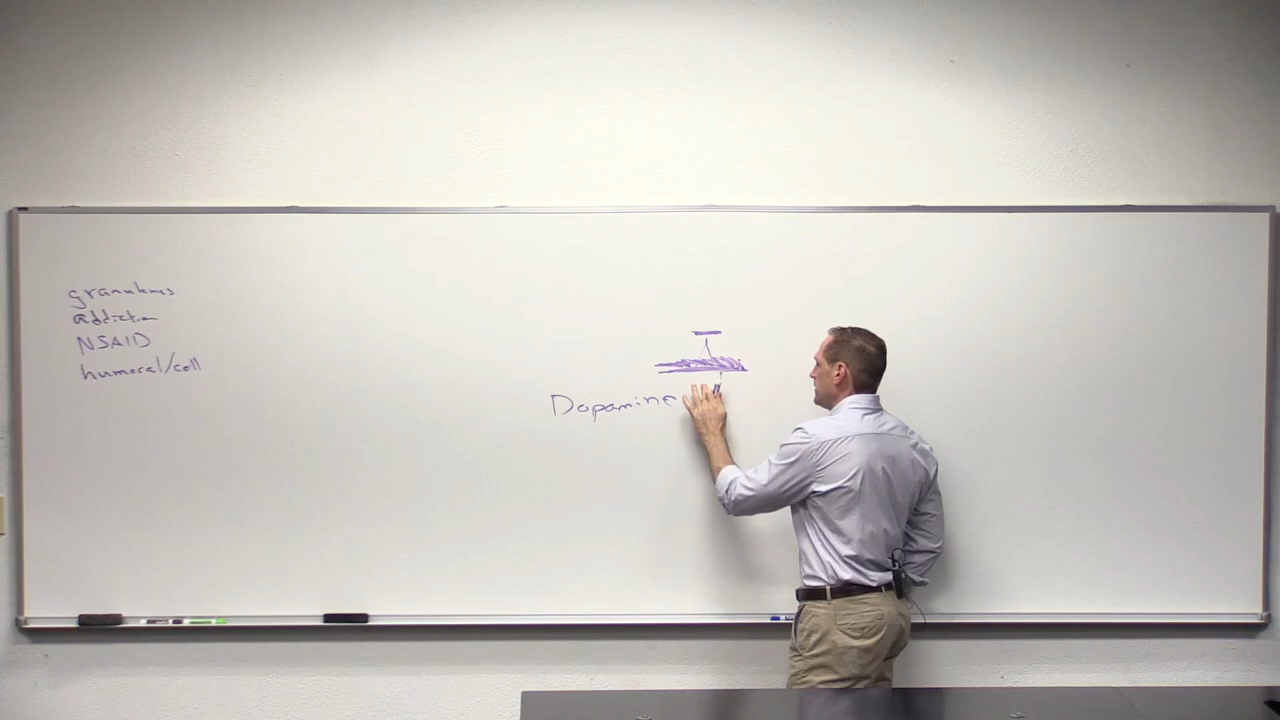 granulomas
addiction
NSAID
humoral/cell
Dopamine